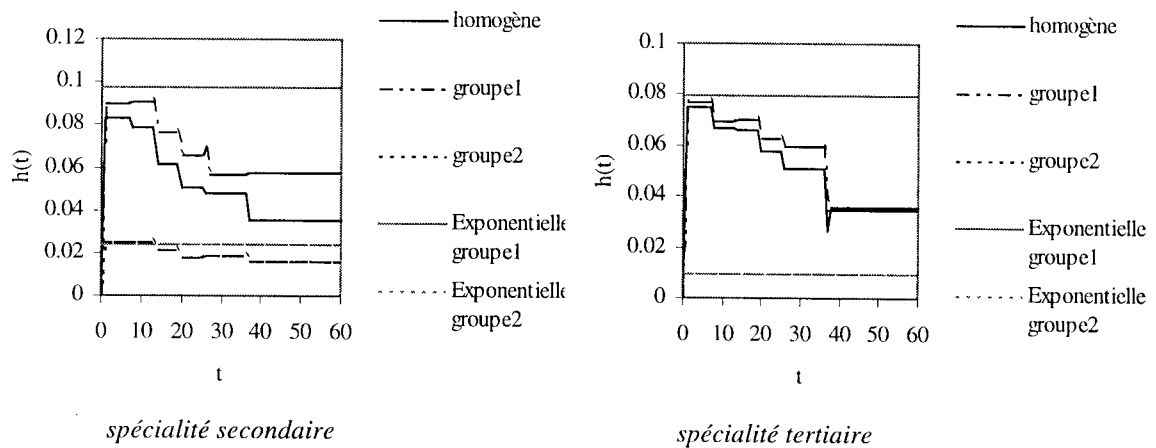 0.12
0.1
0.08
0.06
0.04
0.02
0
h(t)
0 10 20 30 40 50 60
t
homogène
groupe1
groupe2
Exponentielle
groupe1
Exponentielle
groupe2
spécialité secondaire
0.1
0.08
0.06
0.04
0.02
0
h(t)
0 10 20 30 40 50 60
t
homogène
groupe1
groupe2
Exponentielle
groupe1
Exponentielle
groupe2
spécialité tertiaire